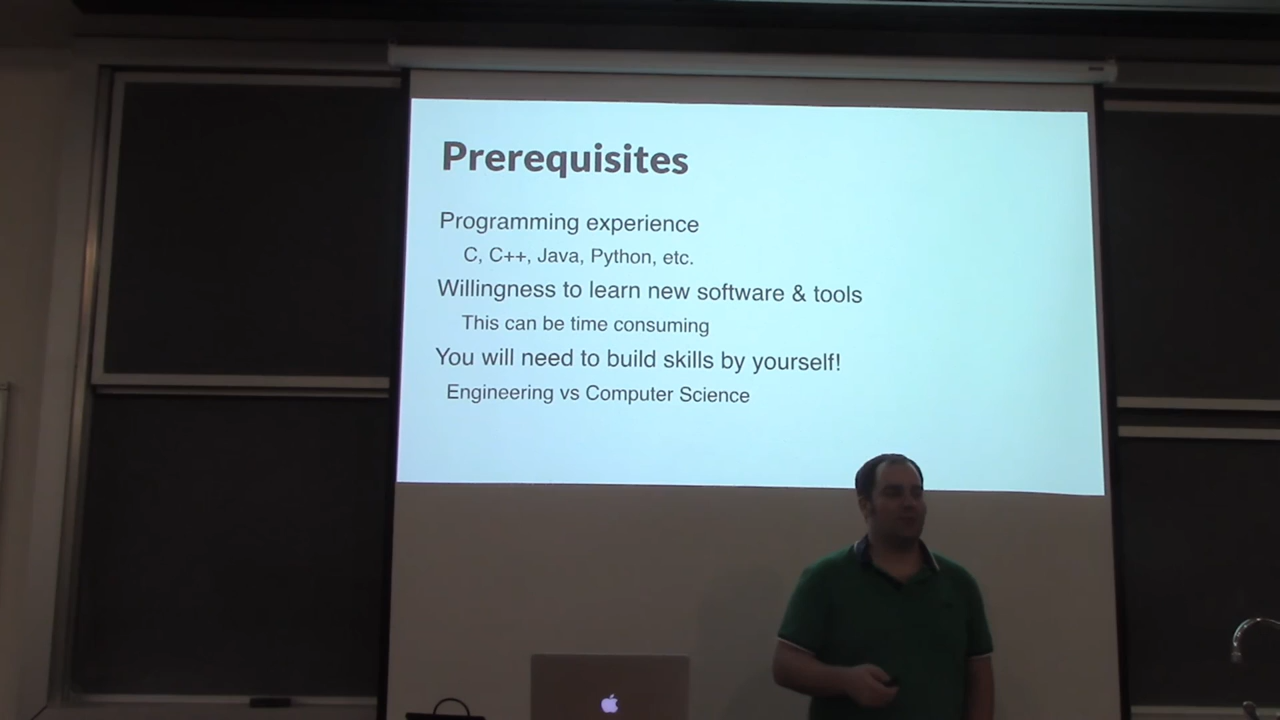 Prerequisites
Programming experience
C, C++, Java, Python, etc.
Willingness to learn new software & tools
This can be time consuming
You will need to build skills by yourself!
Engineering vs Computer Science